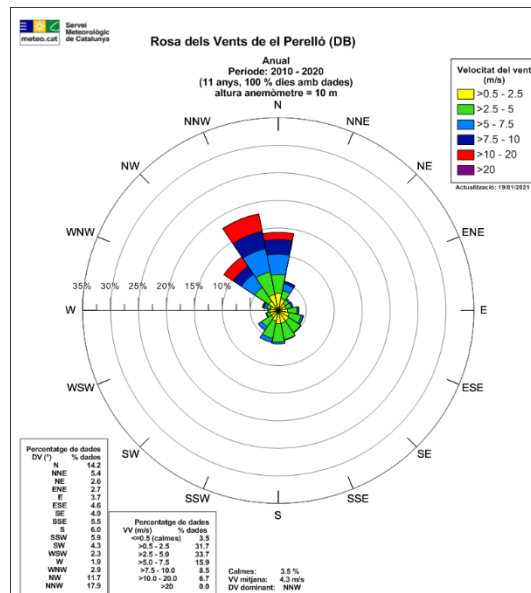 meteo.cat
Servei
Meteorològic
de Catalunya
Rosa dels Vents de el Perelló (DB)
Anual
Període: 2010 - 2020
(11 anys, 100 % dies amb dades)
altura anemòmetre = 10 m
Velocitat del vent
(m/s)
>0.5 - 2.5
>2.5 - 5
>5 - 7.5
>7.5 - 10
>10 - 20
>20
Actualització: 19/01/2021
N
NNE
NE
ENE
E
ESE
SE
SSE
S
SSW
SW
WSW
W
WNW
NW
NNW
35% 30% 25% 20% 15% 10%
Percentatge de dades
DV (°) % dades
N 14.2
NNE 5.4
NE 2.6
ENE 2.7
E 3.7
ESE 4.6
SE 4.9
SSE 5.5
S 6.0
SSW 5.9
SW 4.3
WSW 2.3
W 1.9
WNW 2.9
NW 11.7
NNW 17.9
Percentatge de dades
VV (m/s) % dades
<=0.5 (calmes) 3.5
>0.5 - 2.5 31.7
>2.5 - 5.0 33.7
>5.0 - 7.5 15.9
>7.5 - 10.0 8.5
>10.0 - 20.0 6.7
>20 0.0
Calmes: 3.5 %
VV mitjana: 4.3 m/s
DV dominant: NNW